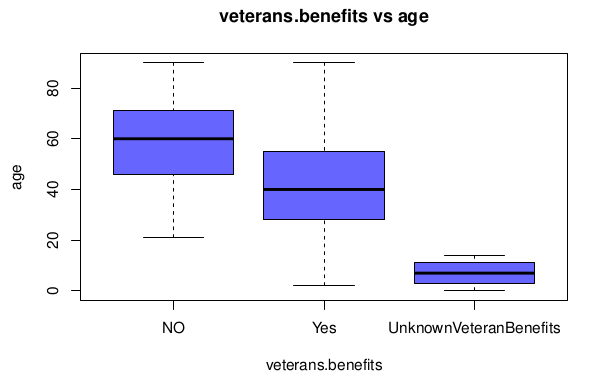 veterans.benefits vs age
age
80
60
40
20
0
NO Yes UnknownVeteranBenefits
veterans.benefits